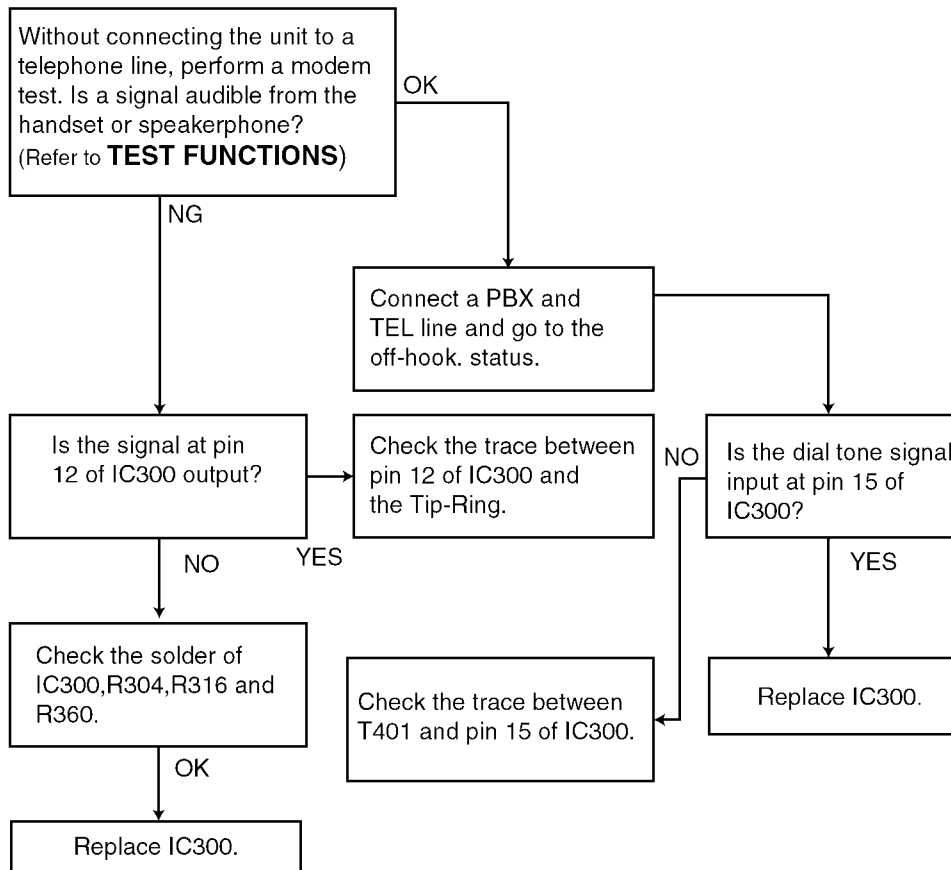 Without connecting the unit to a
telephone line, perform a modem
test. Is a signal audible from the
handset or speakerphone?
(Refer to TEST FUNCTIONS)
OK
NG
Connect a PBX and
TEL line and go to the
off-hook. status.
Is the signal at pin
12 of IC300 output?
YES
NO
Check the trace between
pin 12 of IC300 and
the Tip-Ring.
NO
Is the dial tone signal
input at pin 15 of
IC300?
YES
Check the solder of
IC300,R304,R316 and
R360.
OK
Check the trace between
T401 and pin 15 of IC300.
Replace IC300.
Replace IC300.